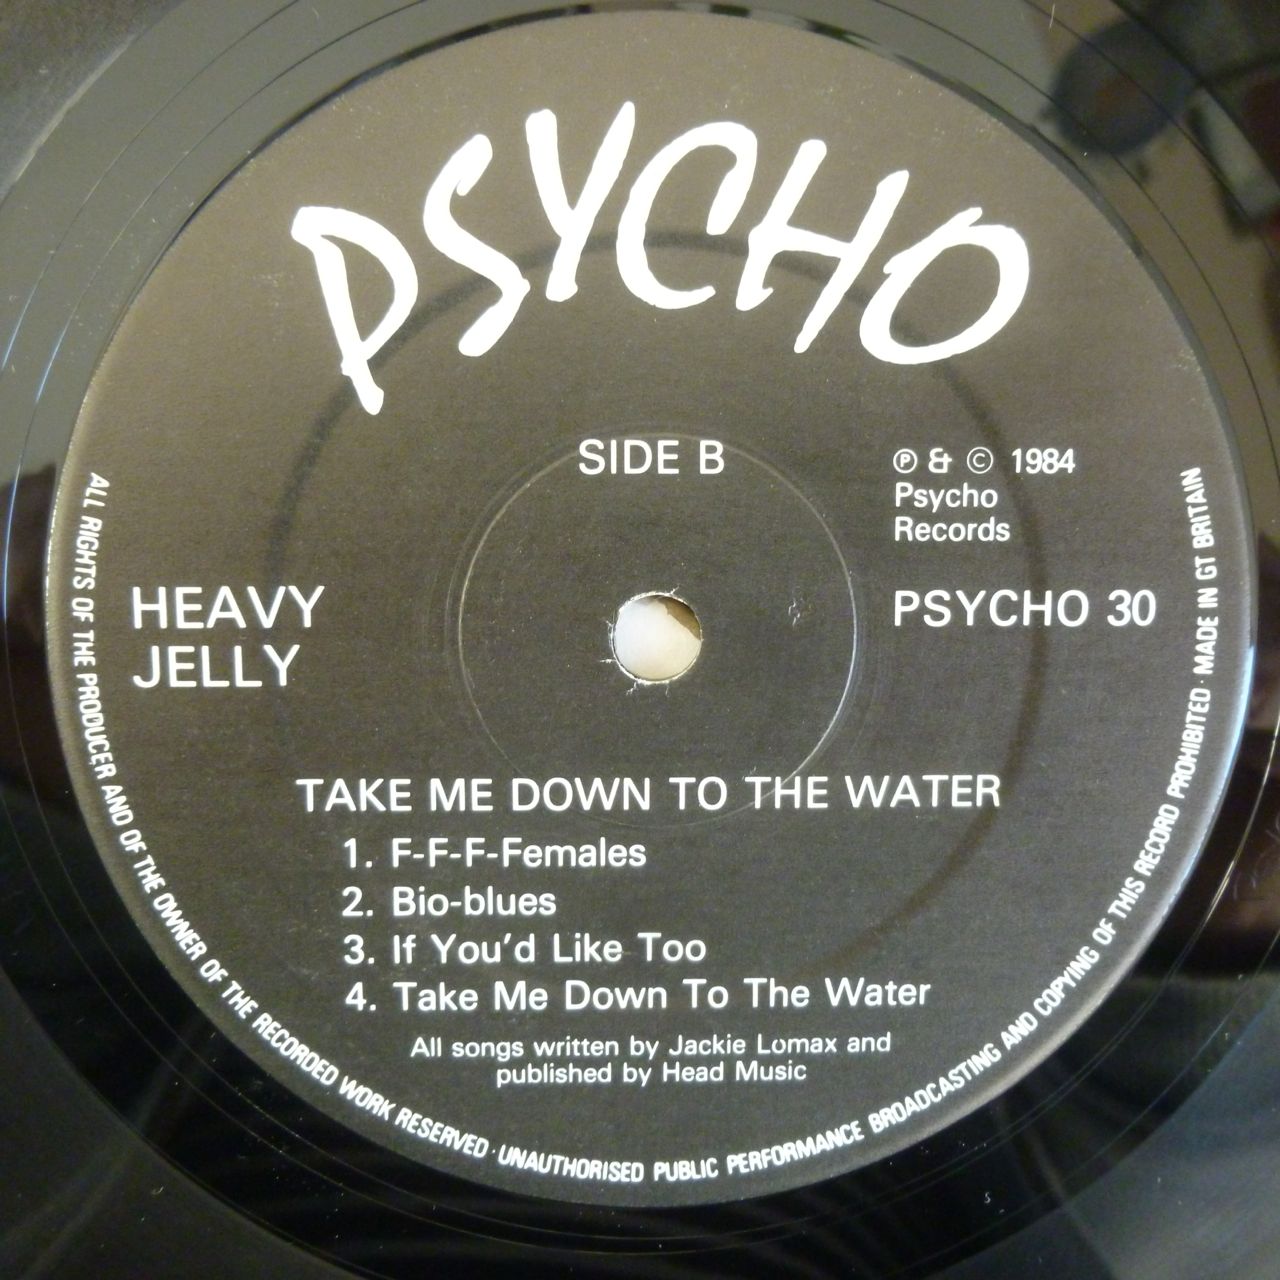 PSYCHO
SIDE B
℗ & © 1984
Psycho
Records
HEAVY
JELLY
PSYCHO 30
TAKE ME DOWN TO THE WATER
1. F-F-F-Females
2. Bio-blues
3. If You'd Like Too
4. Take Me Down To The Water
All songs written by Jackie Lomax and
published by Head Music
ALL RIGHTS OF THE PRODUCER AND OF THE OWNER OF THE RECORDED WORK RESERVED · UNAUTHORISED PUBLIC PERFORMANCE BROADCASTING AND COPYING OF THIS RECORD PROHIBITED · MADE IN GT BRITAIN